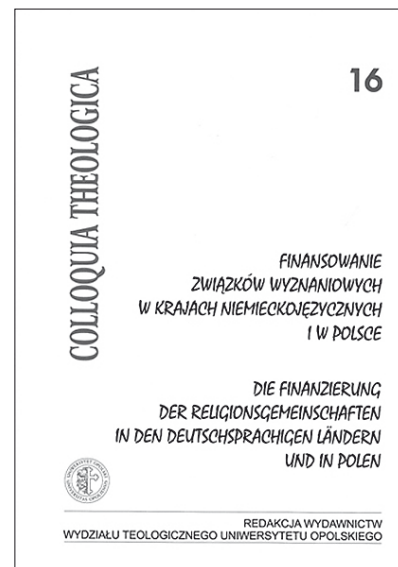 COLLOQUIA THEOLOGICA
16
FINANSOWANIE
ZWIĄZKÓW WYZNANIOWYCH
W KRAJACH NIEMIECKOJĘZYCZNYCH
I W POLSCE
DIE FINANZIERUNG
DER RELIGIONSGEMEINSCHAFTEN
IN DEN DEUTSCHSPRACHIGEN LÄNDERN
UND IN POLEN
REDAKCJA WYDAWNICTW
WYDZIAŁU TEOLOGICZNEGO UNIWERSYTETU OPOLSKIEGO